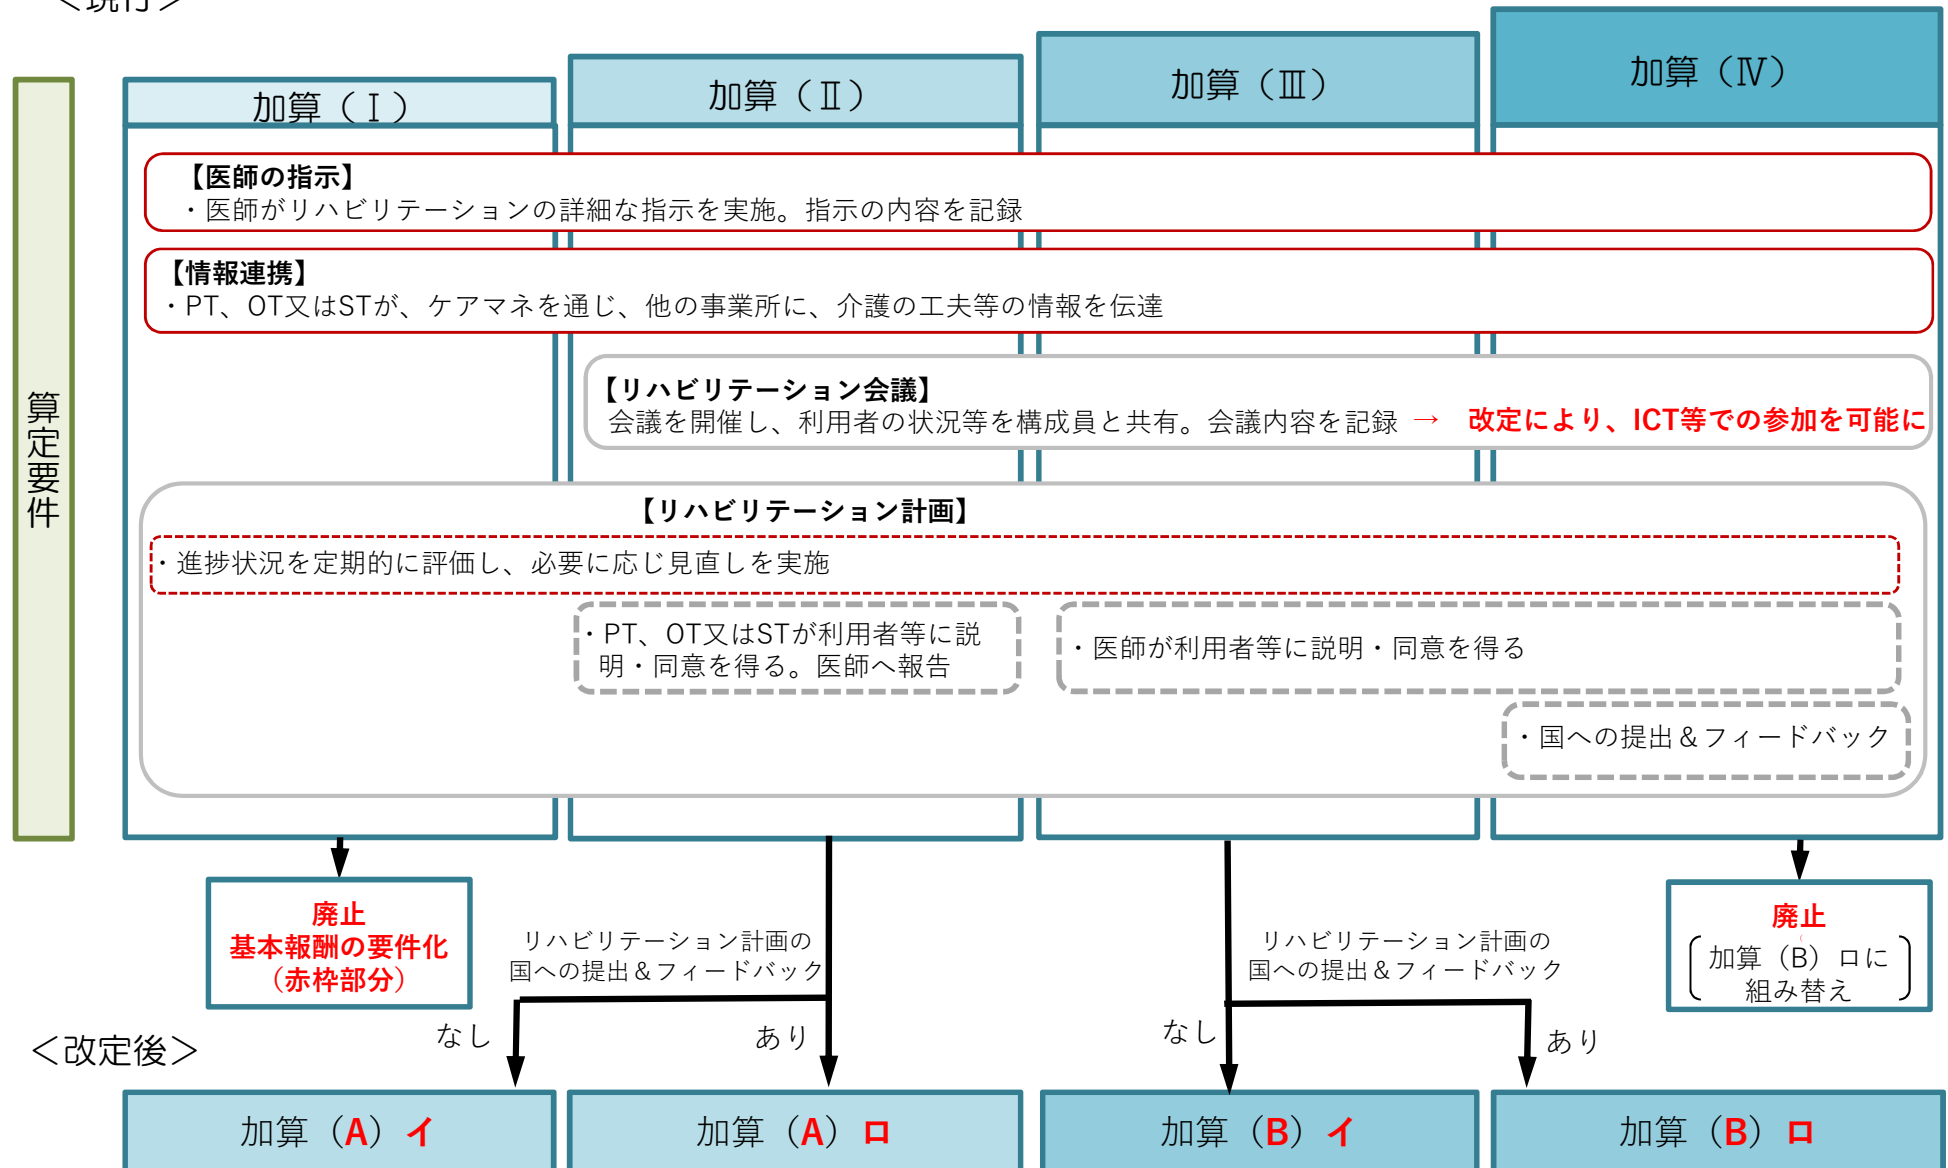 ＜現行＞
加算（Ⅰ）
加算（Ⅱ）
加算（Ⅲ）
加算（Ⅳ）
算定要件
【医師の指示】
・医師がリハビリテーションの詳細な指示を実施。指示の内容を記録
【情報連携】
・PT、OT又はSTが、ケアマネを通じ、他の事業所に、介護の工夫等の情報を伝達
【リハビリテーション会議】
会議を開催し、利用者の状況等を構成員と共有。会議内容を記録 → 改定により、ICT等での参加を可能に
【リハビリテーション計画】
・進捗状況を定期的に評価し、必要に応じ見直しを実施
・PT、OT又はSTが利用者等に説
明・同意を得る。医師へ報告
・医師が利用者等に説明・同意を得る
・国への提出＆フィードバック
廃止
基本報酬の要件化
（赤枠部分）
リハビリテーション計画の
国への提出＆フィードバック
なし
あり
リハビリテーション計画の
国への提出＆フィードバック
なし
あり
廃止
加算（B）ロに
組み替え
＜改定後＞
加算（A）イ
加算（A）ロ
加算（B）イ
加算（B）ロ